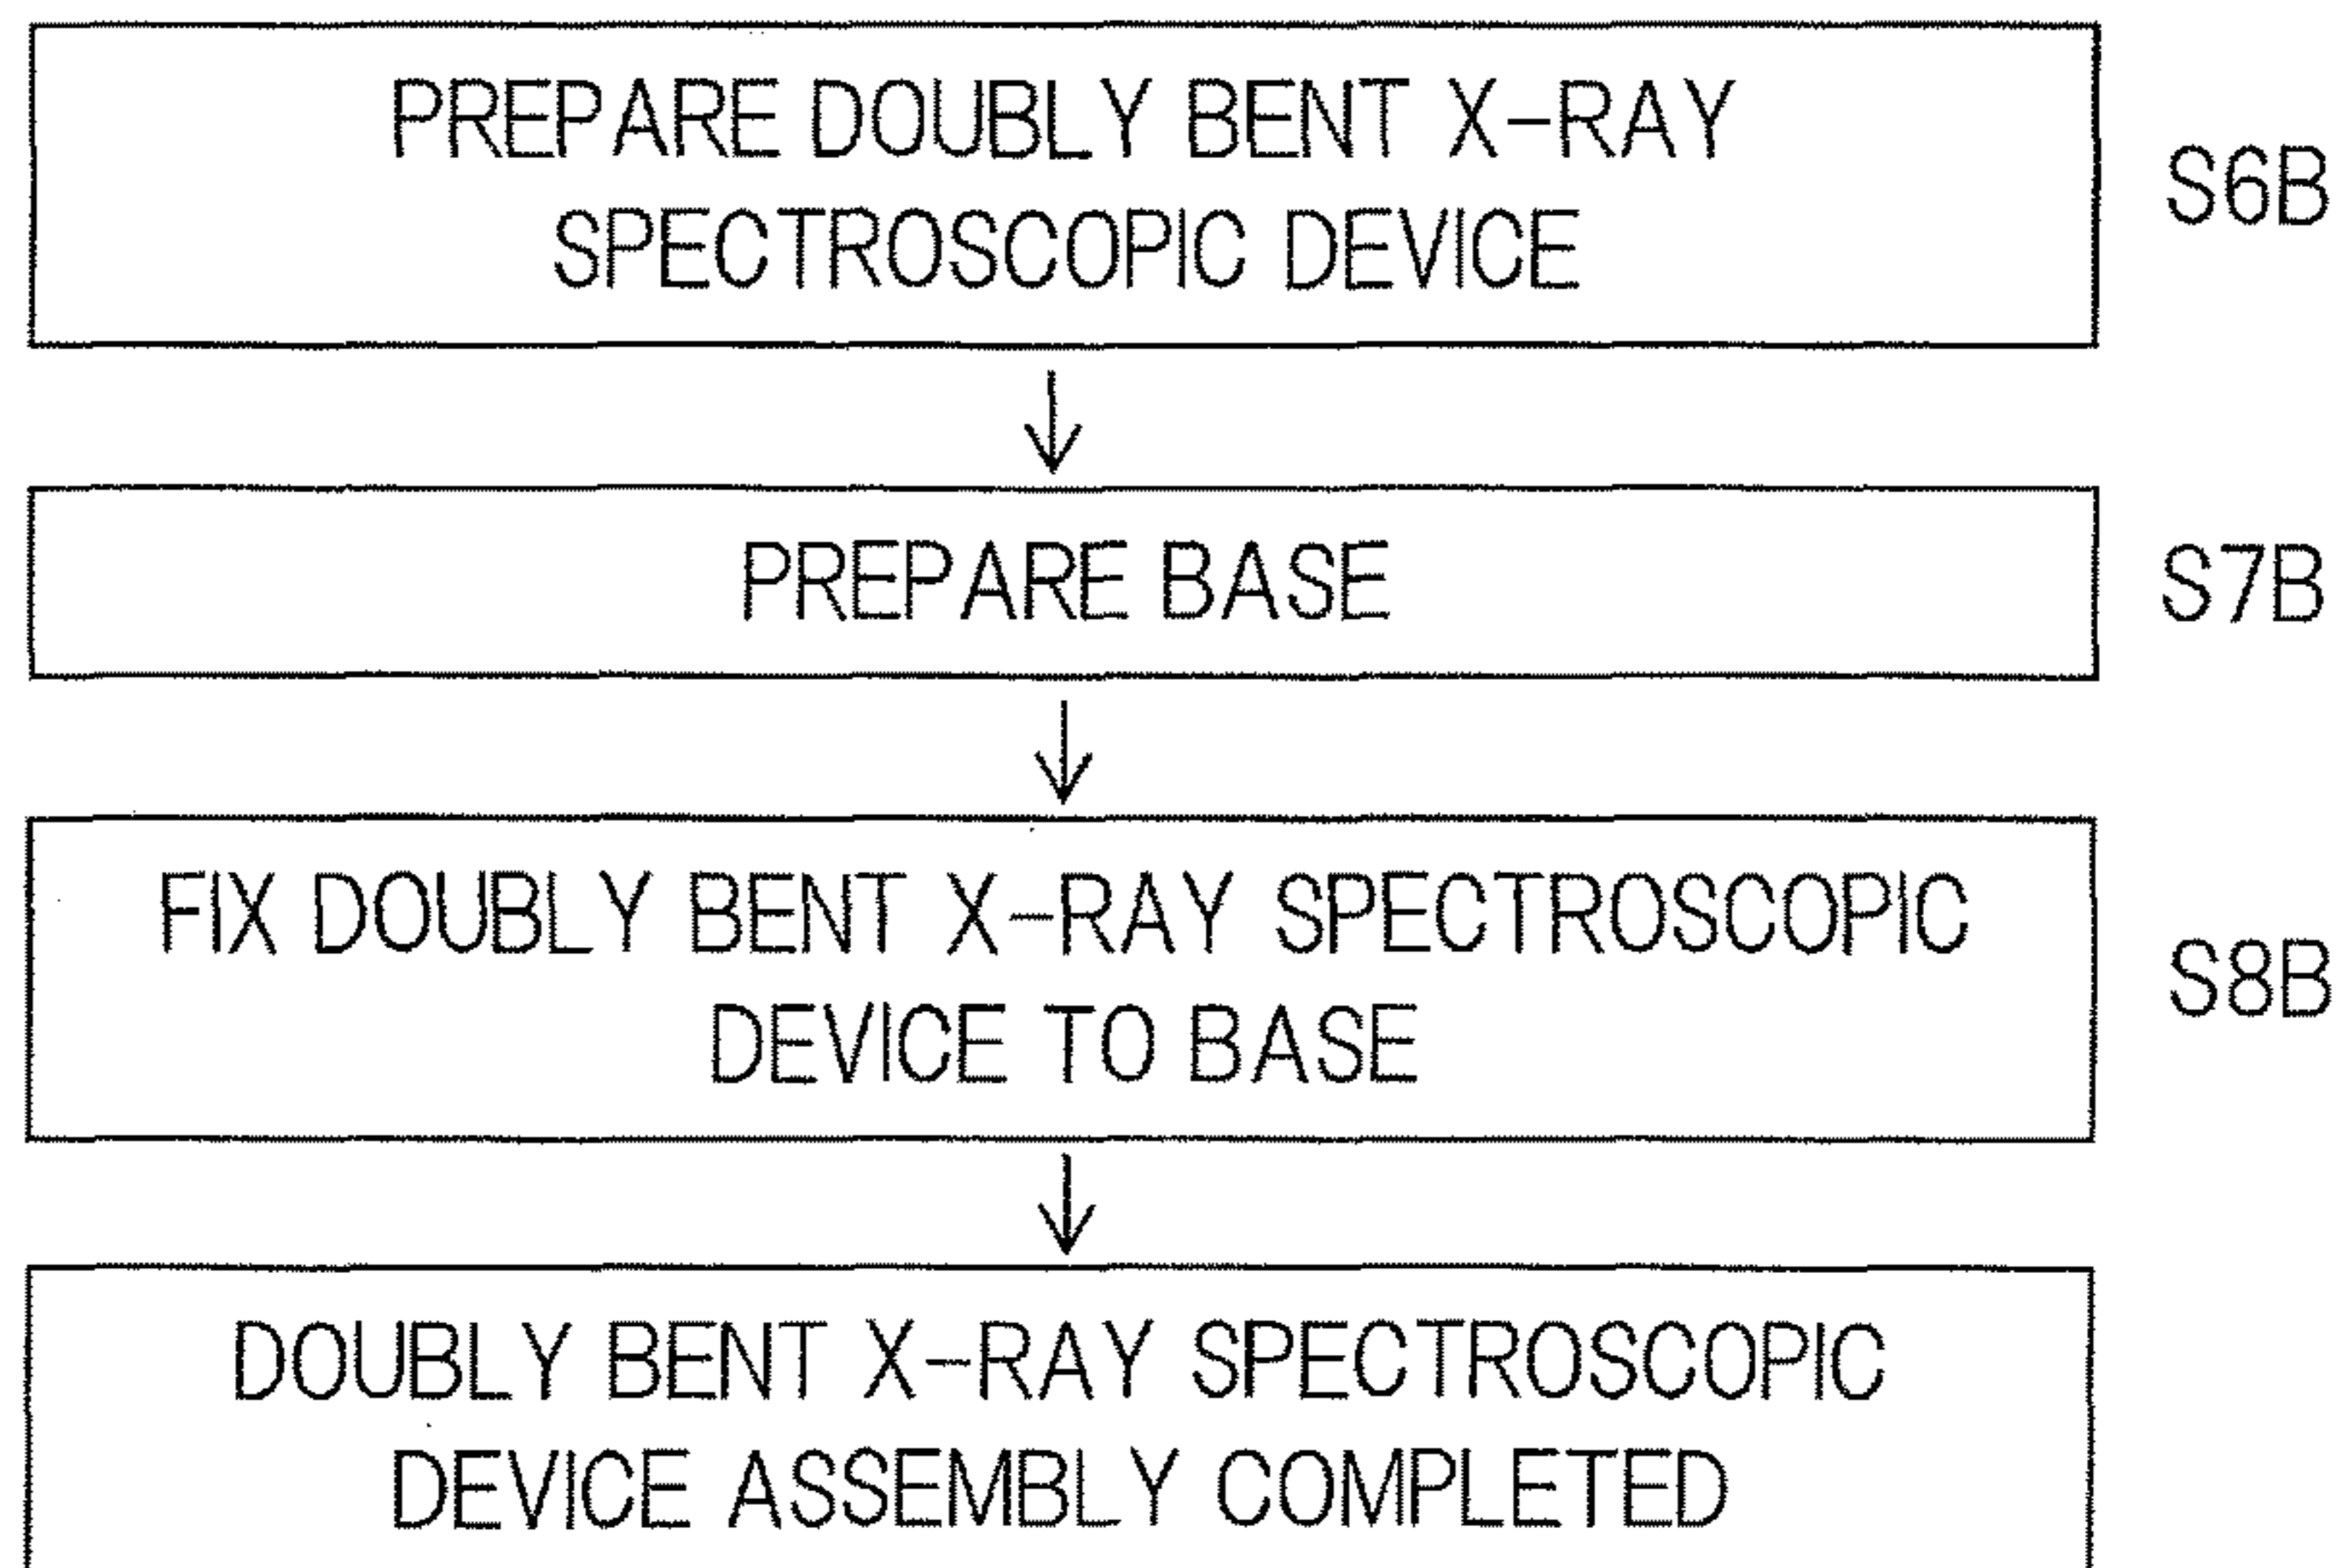 PREPARE DOUBLY BENT X-RAY
SPECTROSCOPIC DEVICE
S6B
PREPARE BASE
S7B
FIX DOUBLY BENT X-RAY SPECTROSCOPIC
DEVICE TO BASE
S8B
DOUBLY BENT X-RAY SPECTROSCOPIC
DEVICE ASSEMBLY COMPLETED